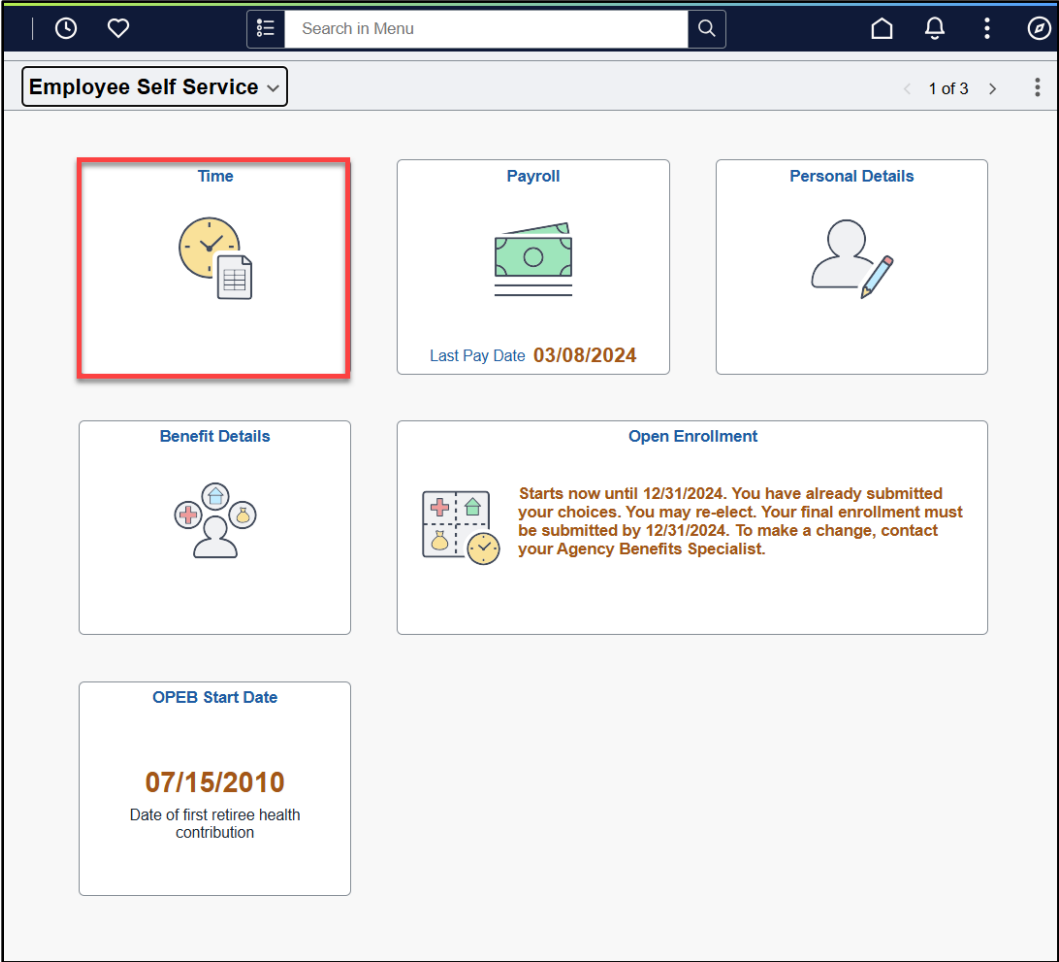 Search in Menu
Employee Self Service
1 of 3
Time
Payroll
Last Pay Date 03/08/2024
Personal Details
Benefit Details
Open Enrollment
Starts now until 12/31/2024. You have already submitted
your choices. You may re-elect. Your final enrollment must
be submitted by 12/31/2024. To make a change, contact
your Agency Benefits Specialist.
OPEB Start Date
07/15/2010
Date of first retiree health
contribution